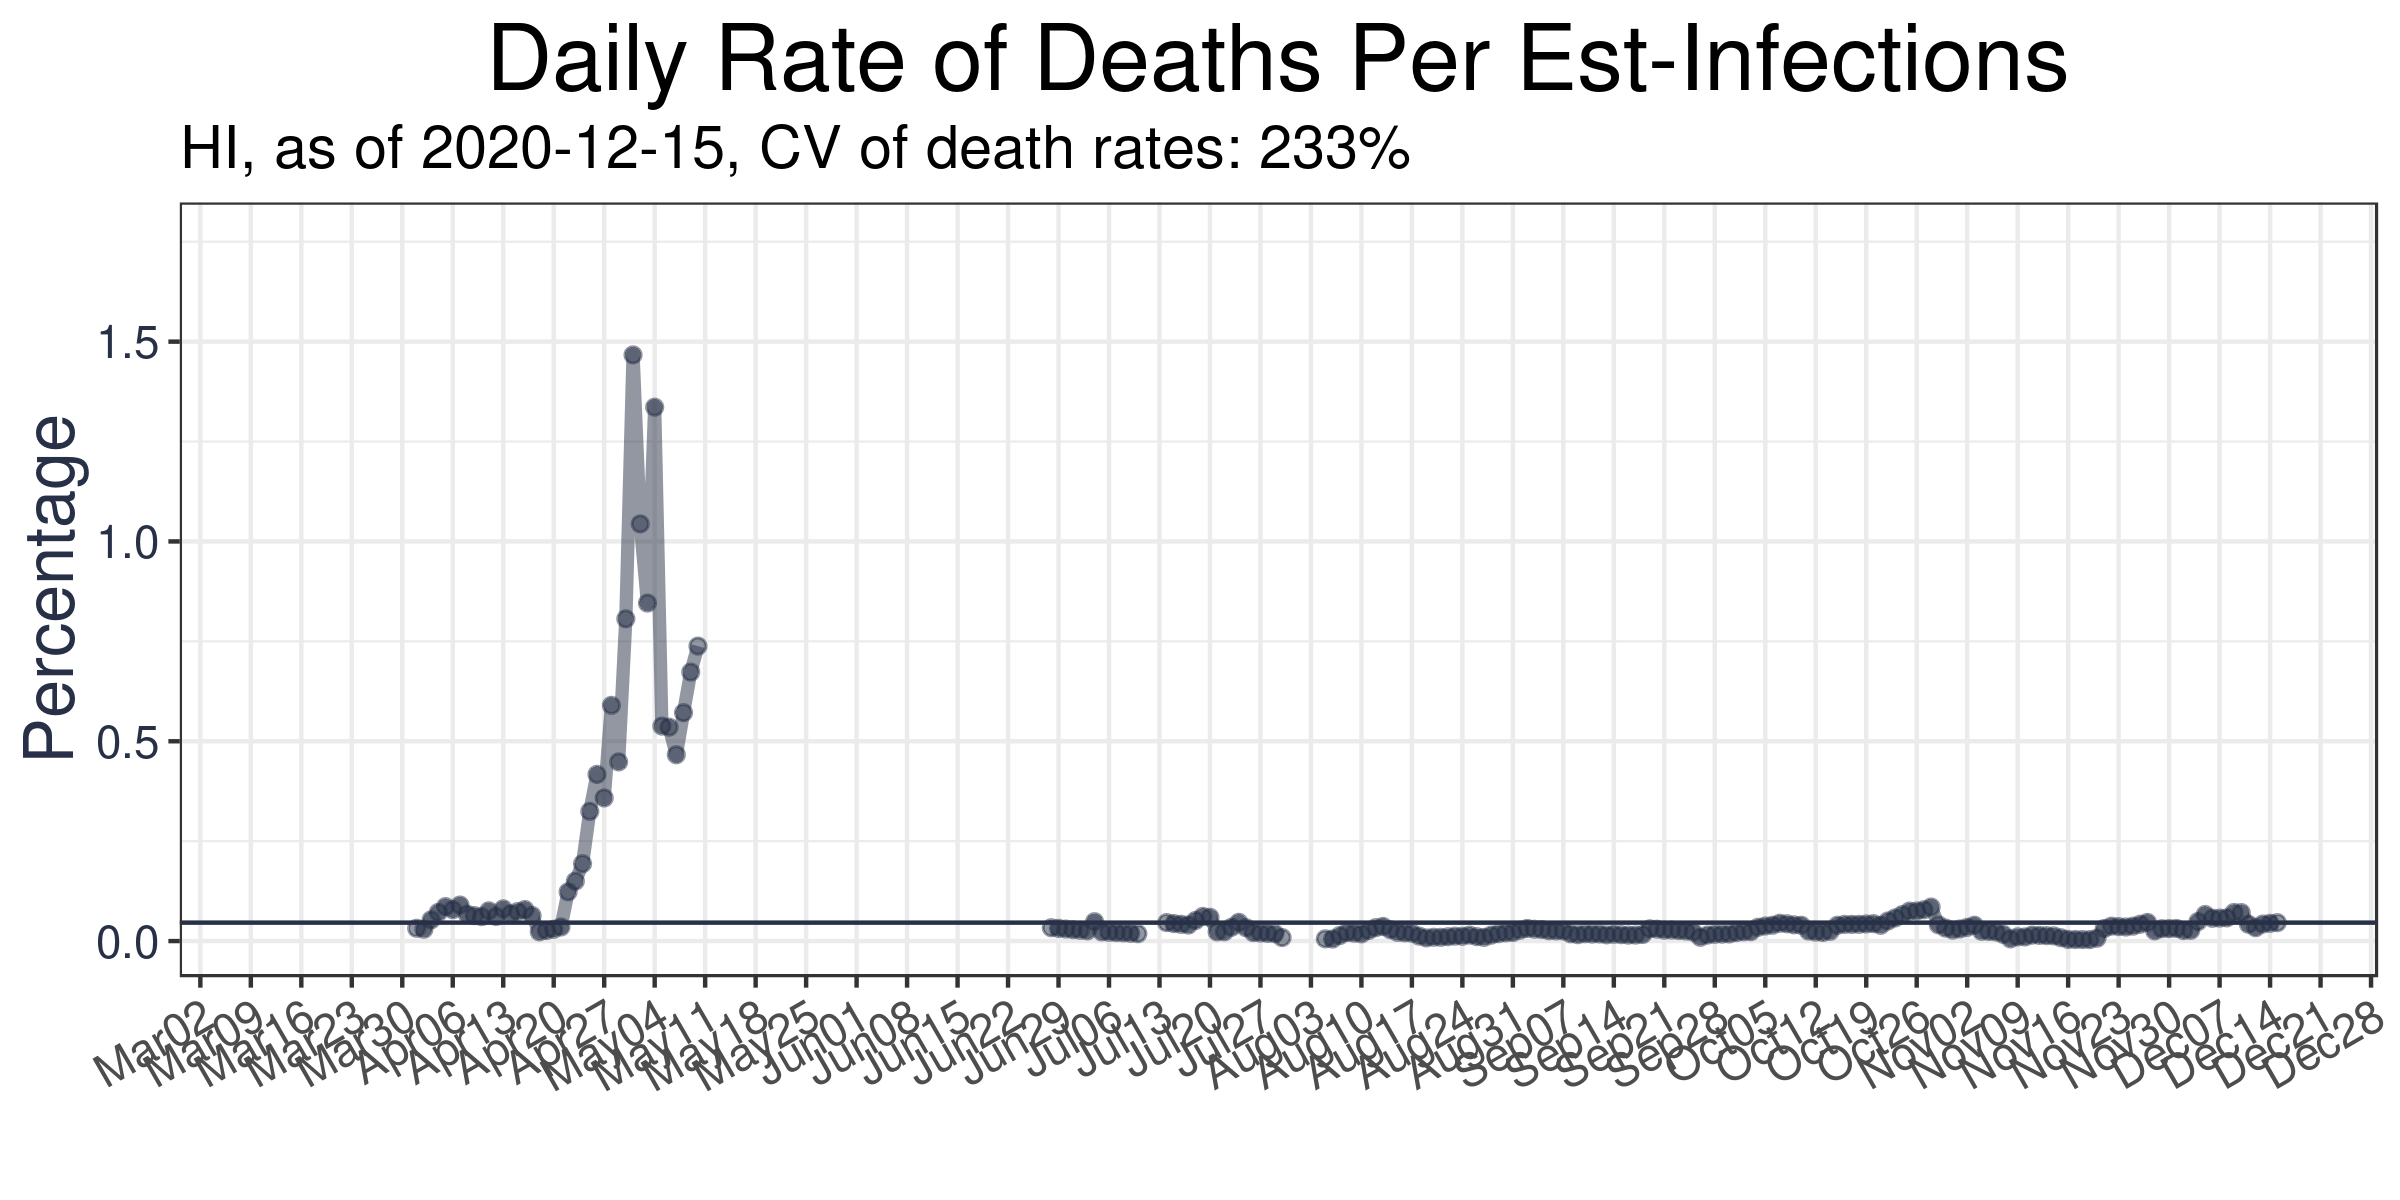 Daily Rate of Deaths Per Est-Infections
HI, as of 2020-12-15, CV of death rates: 233%
Percentage
1.5
1.0
0.5
0.0
Mar02
Mar09
Mar16
Mar23
Mar30
Apr06
Apr13
Apr20
Apr27
May04
May11
May18
May25
Jun01
Jun08
Jun15
Jun22
Jun29
Jul06
Jul13
Jul20
Jul27
Aug03
Aug10
Aug17
Aug24
Aug31
Sep07
Sep14
Sep21
Sep28
Oct05
Oct12
Oct19
Oct26
Nov02
Nov09
Nov16
Nov23
Nov30
Dec07
Dec14
Dec21
Dec28